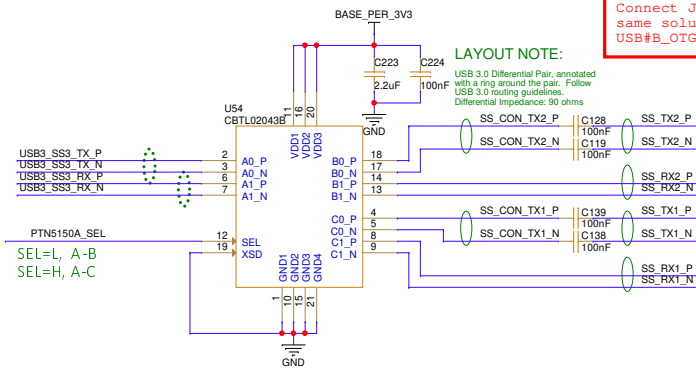 Connect J
same solu
USB#B_OTG
BASE_PER_3V3
LAYOUT NOTE:
USB 3.0 Differential Pair, annotated
with a ring around the pair. Follow
USB 3.0 routing guidelines.
Differential Impedance: 90 ohms
C223
2.2uF
C224
100nF
GND
U54
CBTL02043B
11
16
20
VDD1
VDD2
VDD3
USB3_SS3_TX_P
2
A0_P
USB3_SS3_TX_N
3
A0_N
USB3_SS3_RX_P
6
A1_P
USB3_SS3_RX_N
7
A1_N
PTN5150A_SEL
12
SEL
19
XSD
SEL=L, A-B
SEL=H, A-C
B0_P
18
B0_N
17
B1_P
14
B1_N
13
C0_P
4
C0_N
5
C1_P
8
C1_N
9
SS_CON_TX2_P
C128
100nF
SS_TX2_P
SS_CON_TX2_N
C119
100nF
SS_TX2_N
SS_RX2_P
SS_RX2_N
SS_CON_TX1_P
C139
100nF
SS_TX1_P
SS_CON_TX1_N
C138
100nF
SS_TX1_N
SS_RX1_P
SS_RX1_N
GND1
GND2
GND3
GND4
1
10
15
21
GND